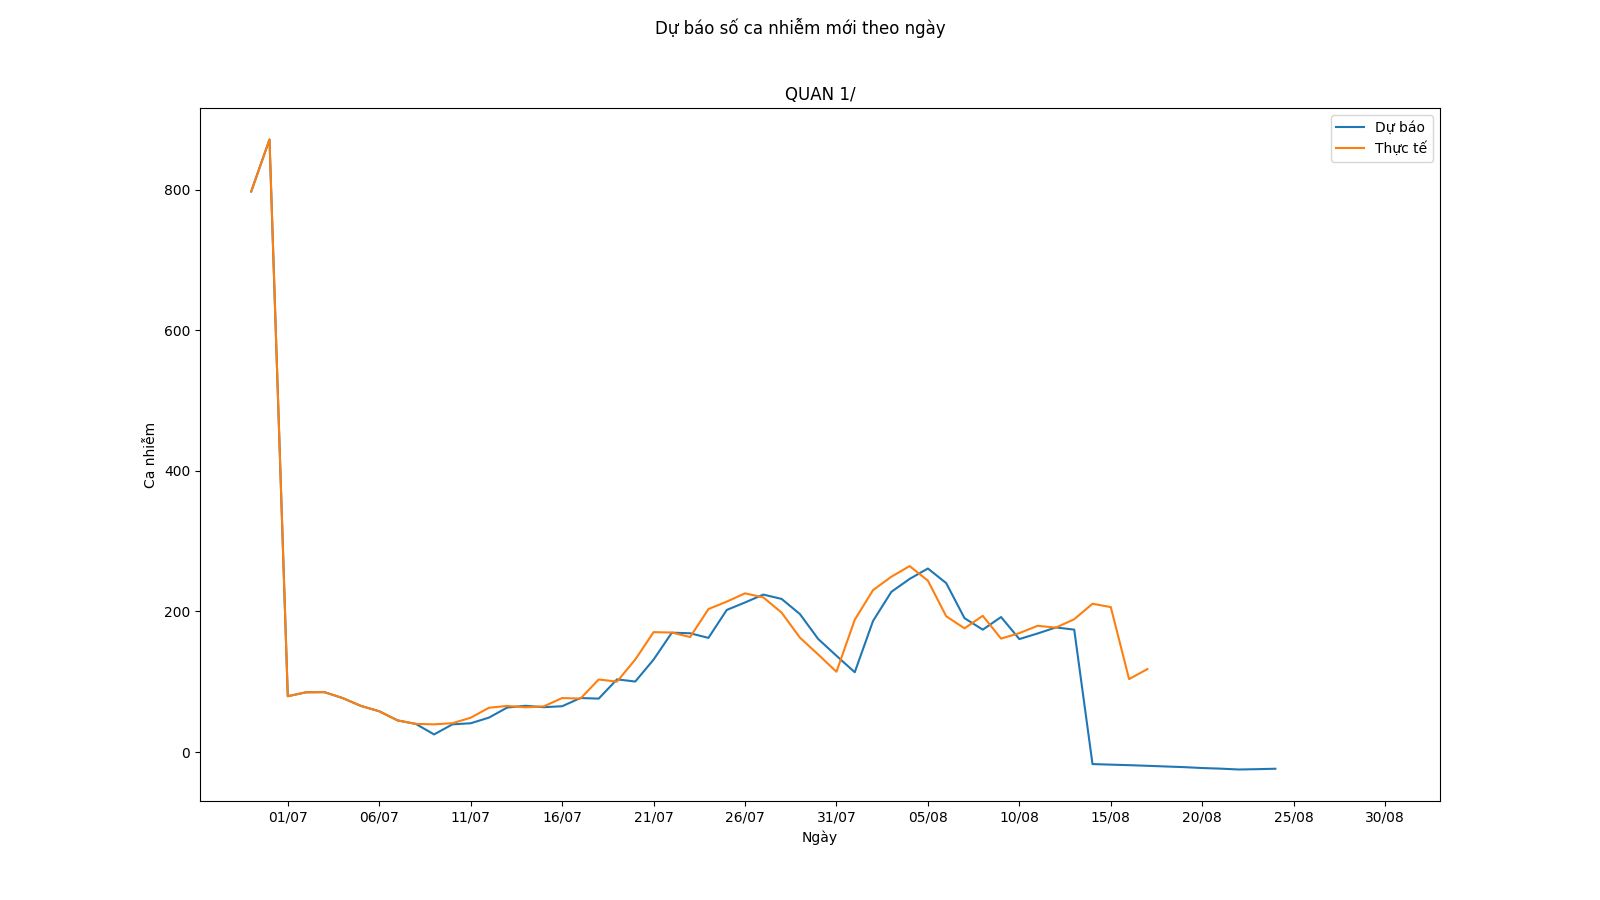 Dự báo số ca nhiễm mới theo ngày
QUAN 1/
Dự báo
Thực tế
Ca nhiễm
800
600
400
200
0
01/07 06/07 11/07 16/07 21/07 26/07 31/07 05/08 10/08 15/08 20/08 25/08 30/08
Ngày